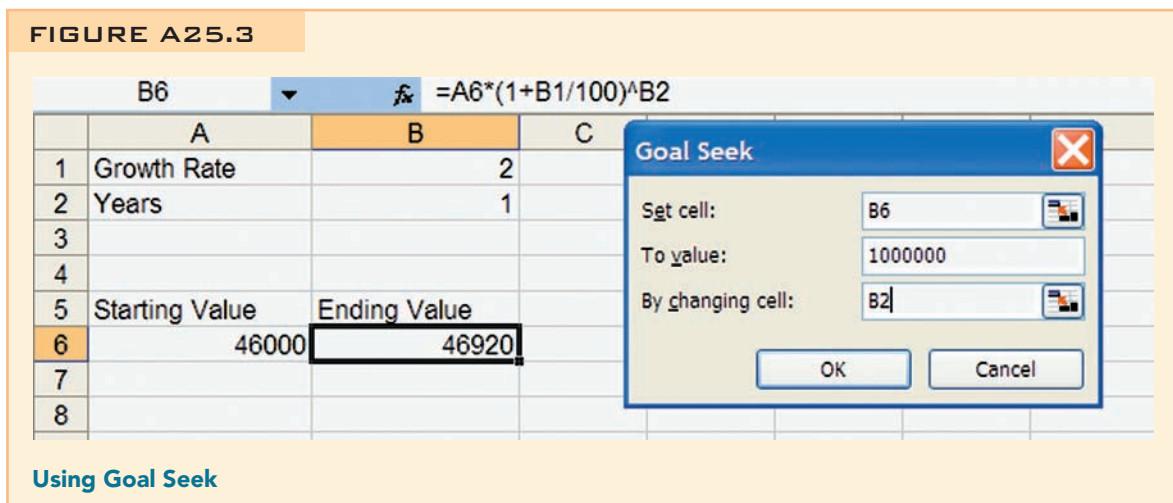 FIGURE A25.3
B6 fx =A6*(1+B1/100)^B2
A B C
1 Growth Rate 2
2 Years 1
3
4
5 Starting Value Ending Value
6 46000 46920
7
8
Goal Seek
Set cell: B6
To value: 1000000
By changing cell: B2
OK Cancel
Using Goal Seek